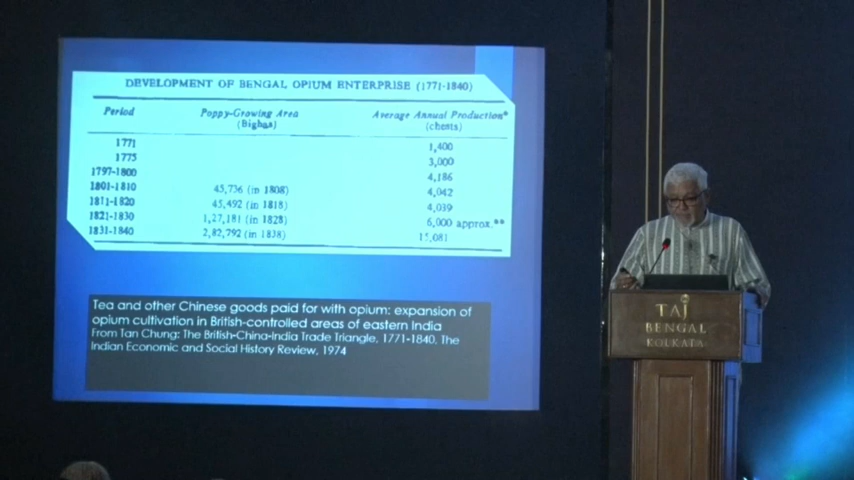 DEVELOPMENT OF BENGAL OPIUM ENTERPRISE (1771-1840)
Period Poppy-Growing Area Average Annual Production*
(Bighas) (chests)
1771 1,400
1775 3,000
1797-1800 4,186
1801-1810 45,736 (in 1808) 4,042
1811-1820 45,492 (in 1818) 4,039
1821-1830 1,27,181 (in 1828) 6,000 approx.**
1831-1840 2,82,792 (in 1838) 15,081
Tea and other Chinese goods paid for with opium: expansion of
opium cultivation in British-controlled areas of eastern India
From Tan Chung: The British-China-India Trade Triangle, 1771-1840, The
Indian Economic and Social History Review, 1974
TAJ
BENGAL
KOLKATA